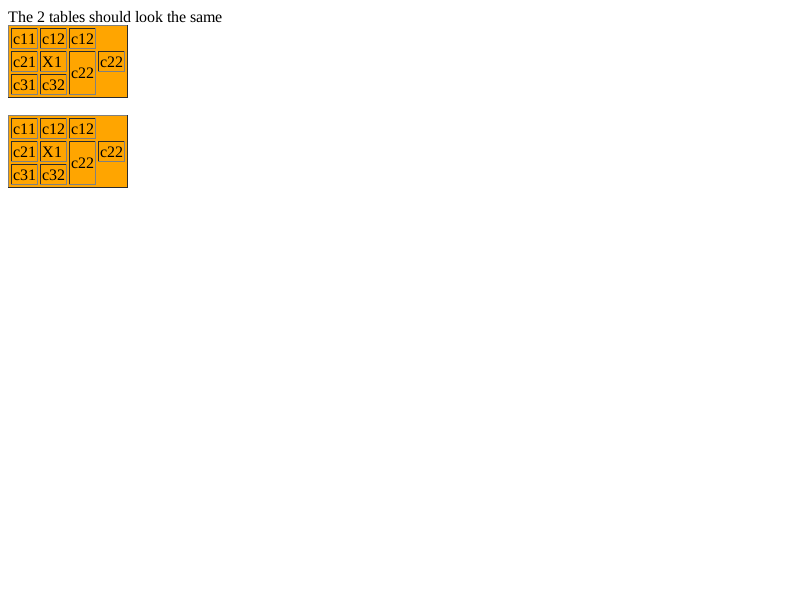 The 2 tables should look the same
c11 c12 c12
c21 X1 c22 c22
c31 c32
c11 c12 c12
c21 X1 c22 c22
c31 c32